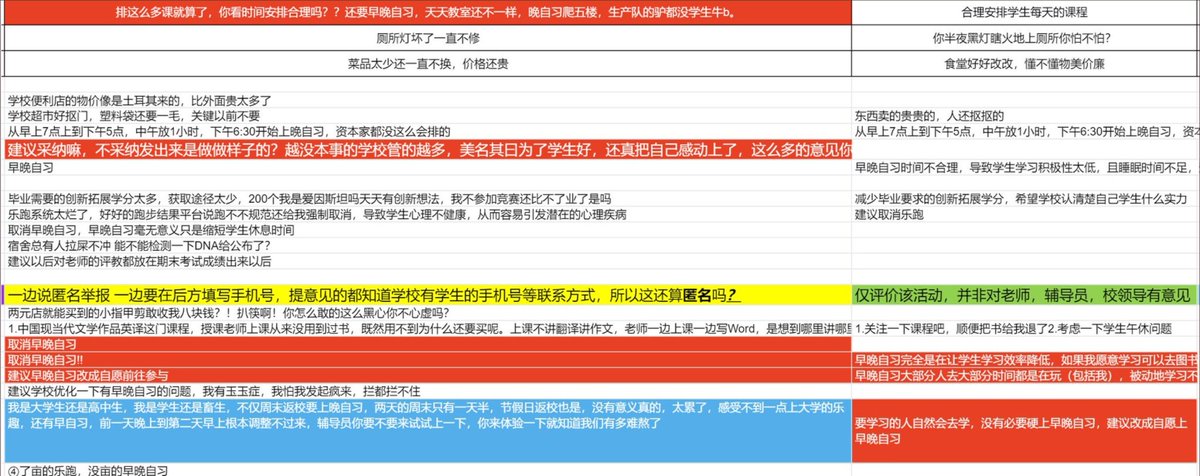 排这么多课就算了，你看时间安排合理吗？？还要早晚自习，天天教室还不一样，晚自习爬五楼，生产队的驴都没学生牛b。
合理安排学生每天的课程
厕所灯坏了一直不修
你半夜黑灯瞎火地上厕所你怕不怕?
菜品太少还一直不换，价格还贵
食堂好好改改，懂不懂物美价廉
学校便利店的物价像是土耳其来的，比外面贵太多了
学校超市好抠门，塑料袋还要一毛，关键以前不要
东西卖的贵贵的，人还抠抠的
从早上7点上到下午5点，中午放1小时，下午6:30开始上晚自习，资本家都没这么会排的
从早上7点上到下午5点，中午放1小时，下午6:30开始上晚自习，资
建议采纳嘛，不采纳发出来是做做样子的？越没本事的学校管的越多，美名其曰为了学生好，还真把自己感动上了，这么多的意见你
早晚自习
早晚自习时间不合理，导致学生学习积极性太低，且睡眠时间不足，
毕业需要的创新拓展学分太多，获取途径太少，200个我是爱因斯坦吗天天有创新想法，我不参加竞赛还比不了业了是吗
减少毕业要求的创新拓展学分，希望学校认清楚自己学生什么实力
乐跑系统太烂了，好好的跑步结果平台说跑不不规范还给我强制取消，导致学生心理不健康，从而容易引发潜在的心理疾病
建议取消乐跑
取消早晚自习，早晚自习毫无意义只是缩短学生休息时间
宿舍总有人拉屎不冲 能不能检测一下DNA给公布了?
建议以后对老师的评教都放在期末考试成绩出来以后
一边说匿名举报 一边要在后方填写手机号，提意见的都知道学校有学生的手机号等联系方式，所以这还算匿名吗?
仅评价该活动，并非对老师，辅导员，校领导有意见
两元店就能买到的小指甲剪敢收我八块钱？！扒筷啊！你怎么敢的这么黑心你不心虚吗?
1.中国现当代文学作品英译这门课程，授课老师上课从来没用到过书，既然用不到为什么还要买呢。上课不讲翻译讲作文，老师一边上课一边写Word，是想到哪里讲哪里
1.关注一下课程吧，顺便把书给我退了2.考虑一下学生午休问题
取消早晚自习
取消早晚自习!!
早晚自习完全是在让学生学习效率降低，如果我愿意学习可以去图书
建议早晚自习改成自愿前往参与
早晚自习大部分人去大部分时间都是在玩（包括我），被动地学习不
建议学校优化一下有早晚自习的问题，我有玉玉症，我怕我发起疯来，拦都拦不住
我是大学生还是高中生，我是学生还是畜生，不仅周末返校要上晚自习，两天的周末只有一天半，节假日返校也是，没有意义真的，太累了，感受不到一点上大学的乐
趣，还有早自习，前一天晚上到第二天早上根本调整不过来，辅导员你要不要来试试上一下，你来体验一下就知道我们有多难熬了
要学习的人自然会去学，没有必要硬上早晚自习，建议改成自愿上
早晚自习
④了亩的乐跑，没亩的早晚自习